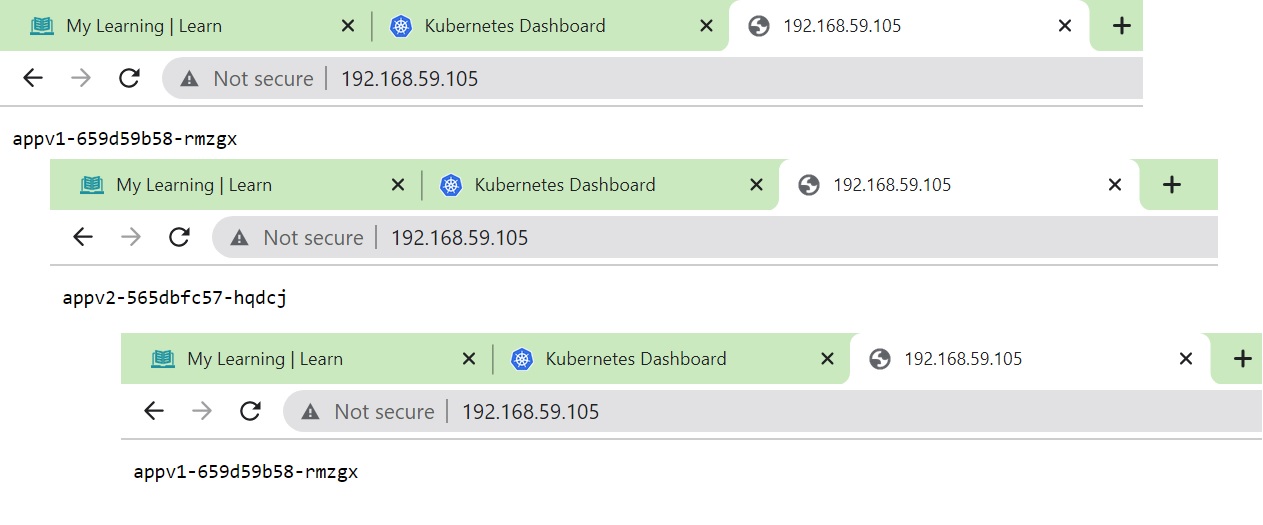 My Learning | Learn Kubernetes Dashboard 192.168.59.105
Not secure 192.168.59.105
appv1-659d59b58-rmzgx
My Learning | Learn Kubernetes Dashboard 192.168.59.105
Not secure 192.168.59.105
appv2-565dbfc57-hqdcj
My Learning | Learn Kubernetes Dashboard 192.168.59.105
Not secure 192.168.59.105
appv1-659d59b58-rmzgx